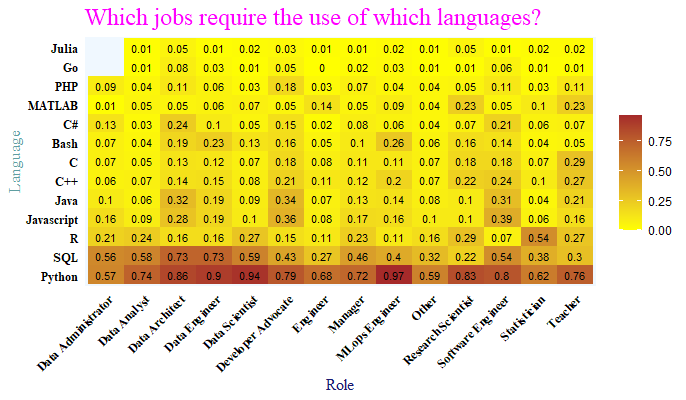 Which jobs require the use of which languages?
Language
Julia 0.01 0.05 0.01 0.02 0.03 0.01 0.01 0.02 0.01 0.05 0.01 0.02 0.02
Go 0.01 0.08 0.03 0.01 0.05 0 0.02 0.03 0.01 0.01 0.06 0.01 0.01
PHP 0.09 0.04 0.11 0.06 0.03 0.18 0.03 0.07 0.04 0.04 0.05 0.11 0.03 0.11
MATLAB 0.01 0.05 0.05 0.06 0.07 0.05 0.14 0.05 0.09 0.04 0.23 0.05 0.1 0.23
C# 0.13 0.03 0.24 0.1 0.05 0.15 0.02 0.08 0.06 0.04 0.07 0.21 0.06 0.07
Bash 0.07 0.04 0.19 0.23 0.13 0.16 0.05 0.1 0.26 0.06 0.16 0.14 0.04 0.05
C 0.07 0.05 0.13 0.12 0.07 0.18 0.08 0.11 0.11 0.07 0.18 0.18 0.07 0.29
C++ 0.06 0.07 0.14 0.15 0.08 0.21 0.11 0.12 0.2 0.07 0.22 0.24 0.1 0.27
Java 0.1 0.06 0.32 0.19 0.09 0.34 0.07 0.13 0.14 0.08 0.1 0.31 0.04 0.21
Javascript 0.16 0.09 0.28 0.19 0.1 0.36 0.08 0.17 0.16 0.1 0.1 0.39 0.06 0.16
R 0.21 0.24 0.16 0.16 0.27 0.15 0.11 0.23 0.11 0.16 0.29 0.07 0.54 0.27
SQL 0.56 0.58 0.73 0.73 0.59 0.43 0.27 0.46 0.4 0.32 0.22 0.54 0.38 0.3
Python 0.57 0.74 0.86 0.9 0.94 0.79 0.68 0.72 0.97 0.59 0.83 0.8 0.62 0.76
Data Administrator
Data Analyst
Data Architect
Data Engineer
Data Scientist
Developer Advocate
Engineer
Manager
MLops Engineer
Other
Research Scientist
Software Engineer
Statistician
Teacher
Role
0.75
0.50
0.25
0.00